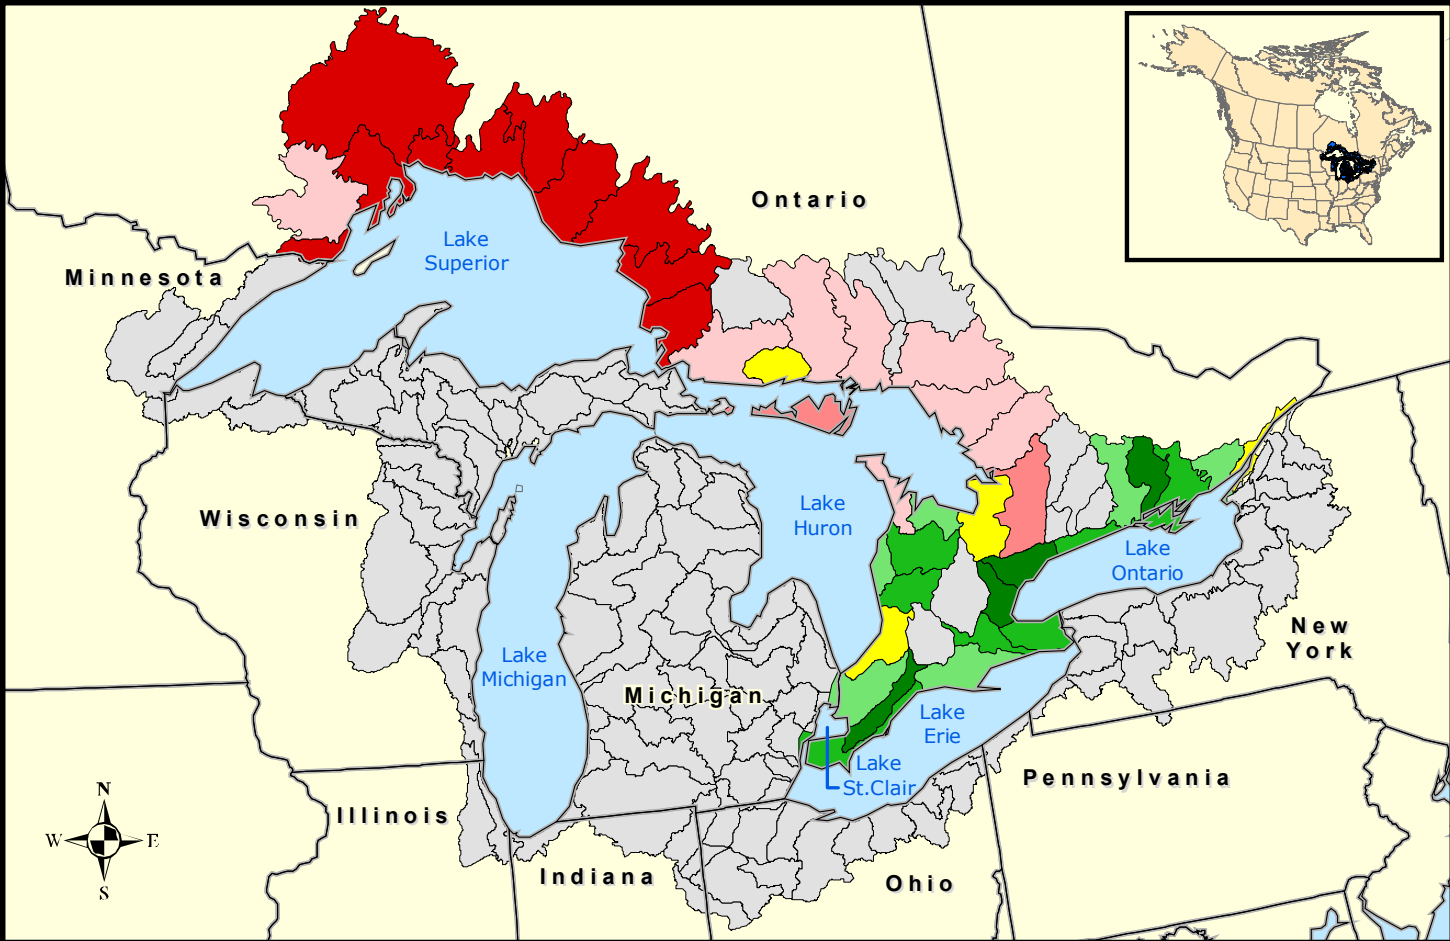 Ontario
Lake
Superior
Minnesota
Wisconsin
Lake
Huron
Lake
Ontario
New
York
Lake
Michigan
Michigan
Lake
Erie
Lake
St.Clair
Pennsylvania
Illinois
Indiana
Ohio
N
W
E
S